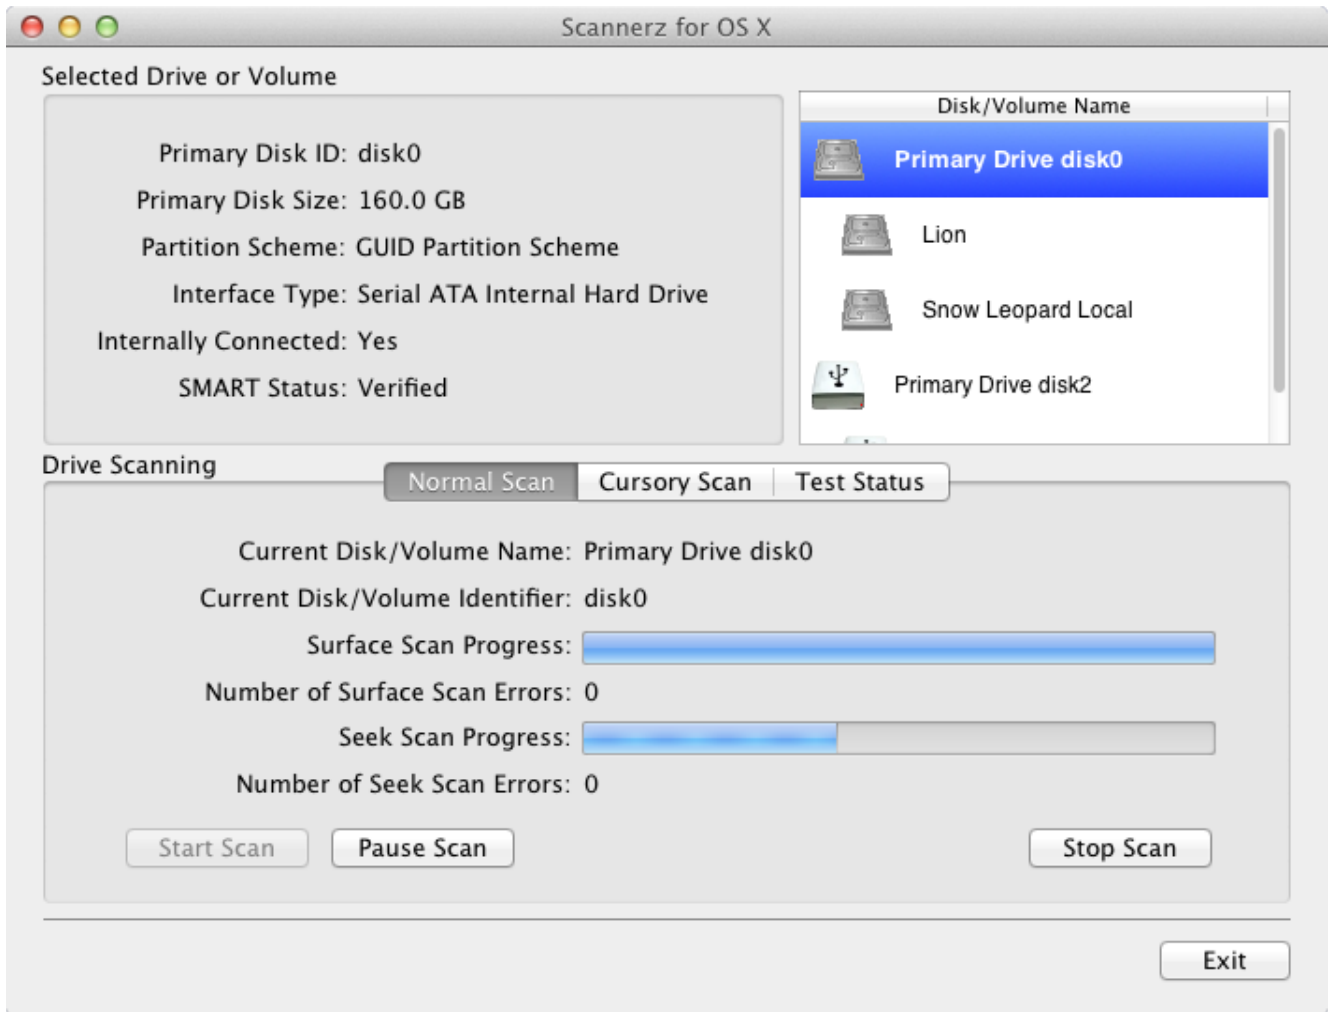 Scannerz for OS X
Selected Drive or Volume
Primary Disk ID: disk0
Primary Disk Size: 160.0 GB
Partition Scheme: GUID Partition Scheme
Interface Type: Serial ATA Internal Hard Drive
Internally Connected: Yes
SMART Status: Verified
Disk/Volume Name
Primary Drive disk0
Lion
Snow Leopard Local
Primary Drive disk2
Drive Scanning
Normal Scan Cursory Scan Test Status
Current Disk/Volume Name: Primary Drive disk0
Current Disk/Volume Identifier: disk0
Surface Scan Progress:
Number of Surface Scan Errors: 0
Seek Scan Progress:
Number of Seek Scan Errors: 0
Start Scan Pause Scan Stop Scan
Exit